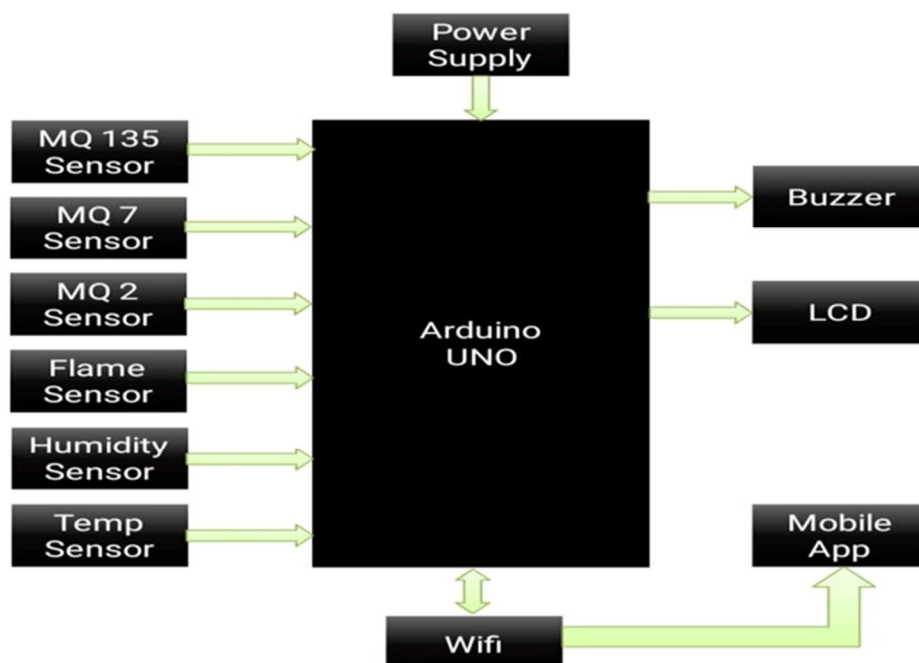 Power
Supply
MQ 135
Sensor
MQ 7
Sensor
MQ 2
Sensor
Flame
Sensor
Humidity
Sensor
Temp
Sensor
Arduino
UNO
Buzzer
LCD
Mobile
App
Wifi